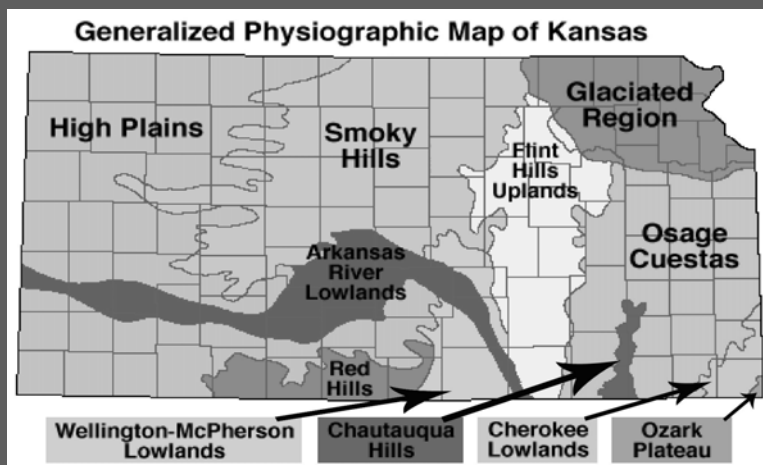 Generalized Physiographic Map of Kansas
Glaciated
Region
High Plains
Smoky
Hills
Flint
Hills
Uplands
Osage
Cuestas
Arkansas
River
Lowlands
Red
Hills
Wellington-McPherson
Lowlands
Chautauqua
Hills
Cherokee
Lowlands
Ozark
Plateau